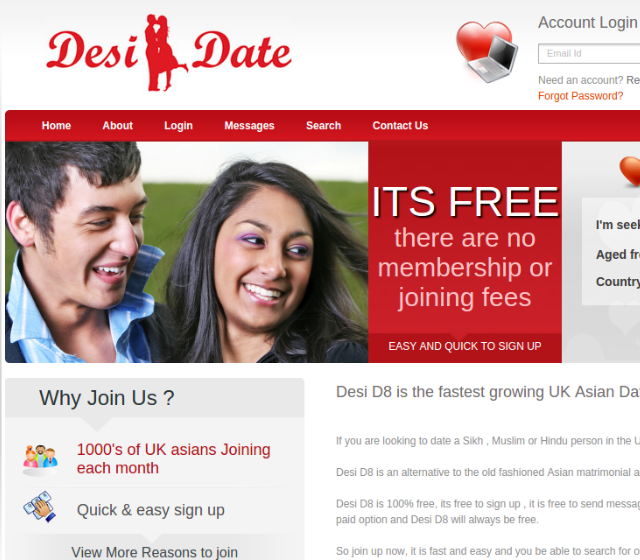 Desi Date
Account Login
Email Id
Need an account? Re
Forgot Password?
Home About Login Messages Search Contact Us
ITS FREE
there are no
membership or
joining fees
EASY AND QUICK TO SIGN UP
I'm seek
Aged fr
Country
Why Join Us ?
1000's of UK asians Joining
each month
Quick & easy sign up
View More Reasons to join
Desi D8 is the fastest growing UK Asian Da
If you are looking to date a Sikh , Muslim or Hindu person in the U
Desi D8 is an alternative to the old fashioned Asian matrimonial a
Desi D8 is 100% free, its free to sign up , it is free to send messag
paid option and Desi D8 will always be free.
So join up now, it is fast and easy and you be able to search for o